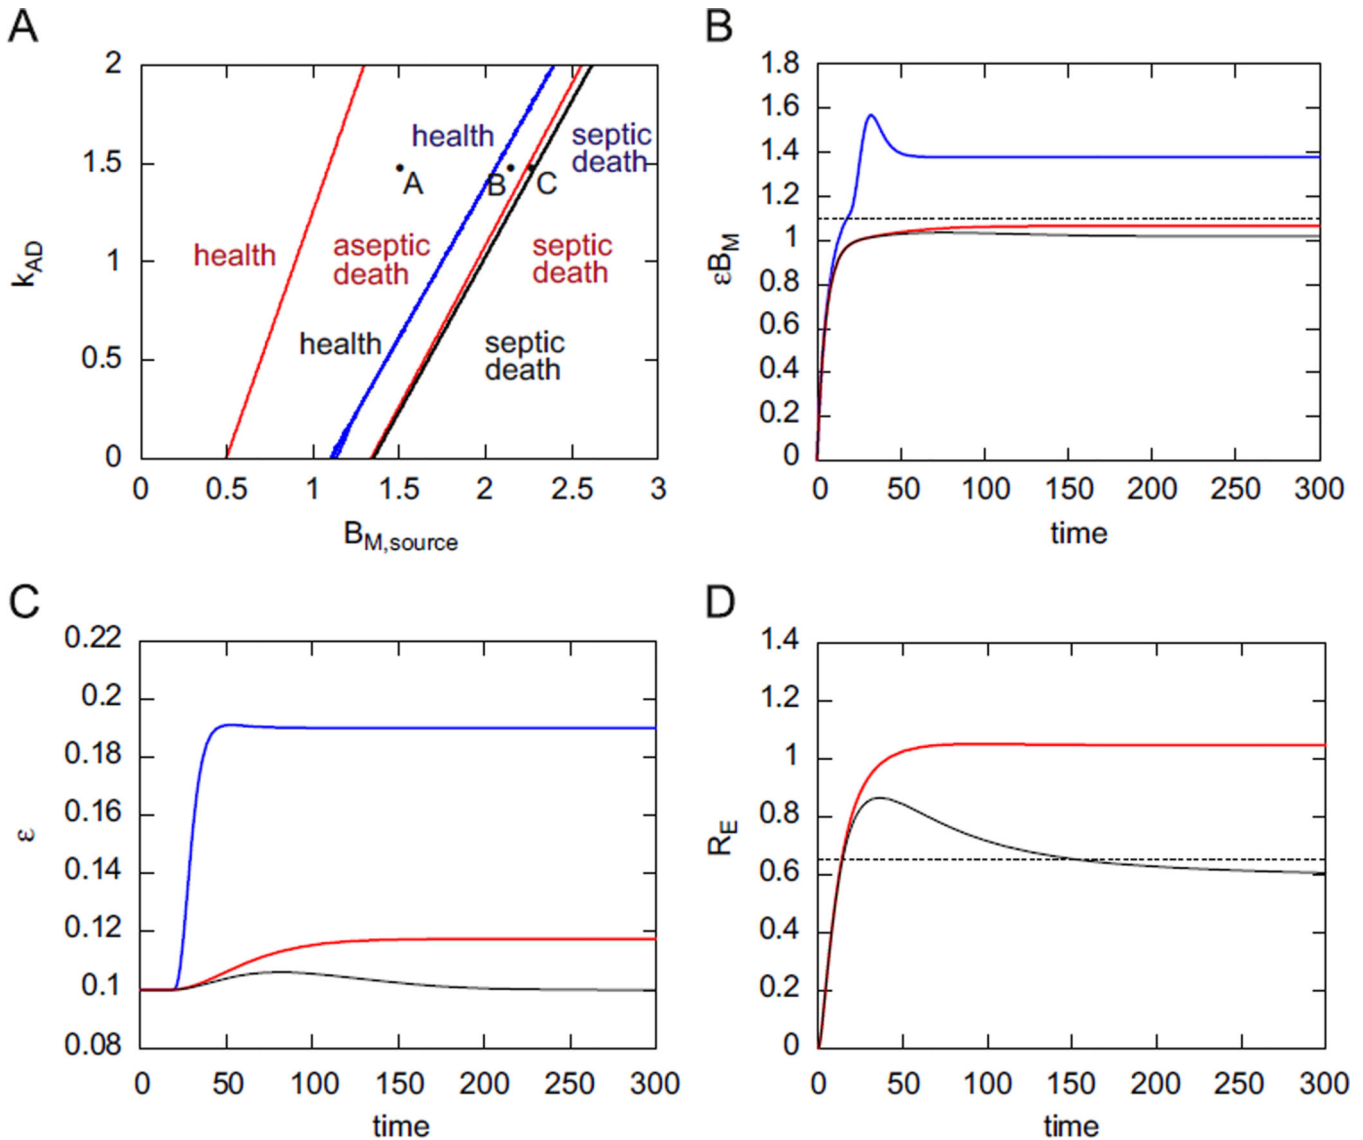 A
2
1.5
1
0.5
0
k_AD
0 0.5 1 1.5 2 2.5 3
B_M,source
health
septic
death
A
B
C
health
aseptic
death
septic
death
health
septic
death
B
1.8
1.6
1.4
1.2
1
0.8
0.6
0.4
0.2
0
εB_M
0 50 100 150 200 250 300
time
C
0.22
0.2
0.18
0.16
0.14
0.12
0.1
0.08
ε
0 50 100 150 200 250 300
time
D
1.4
1.2
1
0.8
0.6
0.4
0.2
0
R_E
0 50 100 150 200 250 300
time